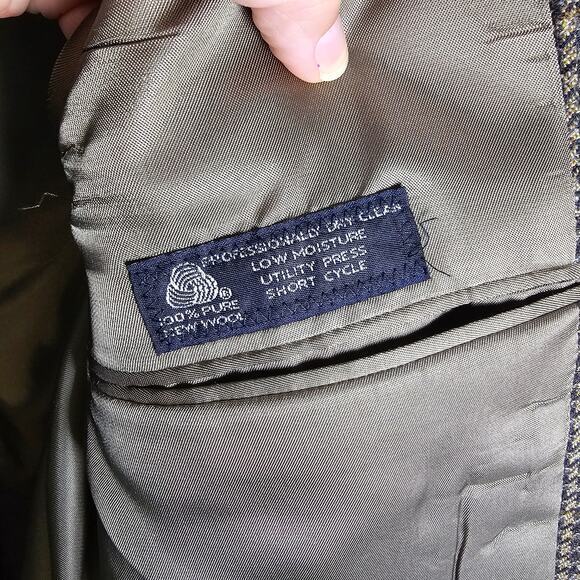 PROFESSIONALLY DRY CLEAN
LOW MOISTURE
UTILITY PRESS
SHORT CYCLE
®
100% PURE
NEW WOOL